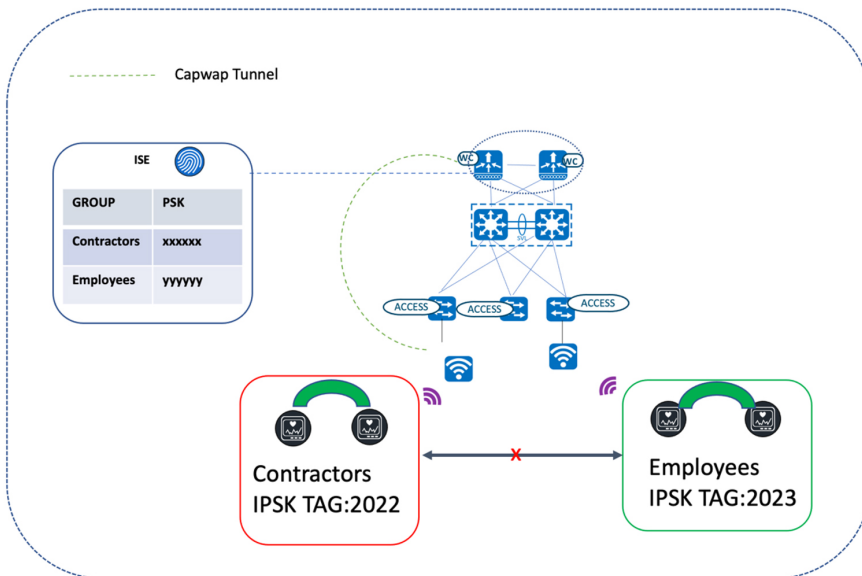 Capwap Tunnel
ISE
GROUP PSK
Contractors xxxxxx
Employees yyyyyy
WC WC
SVL
ACCESS ACCESS ACCESS
X
Contractors
IPSK TAG:2022
Employees
IPSK TAG:2023